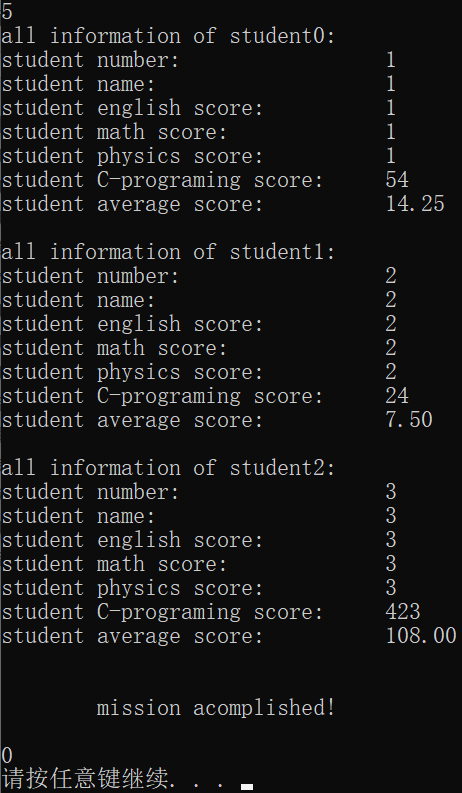 5
all information of student0:
student number: 1
student name: 1
student english score: 1
student math score: 1
student physics score: 1
student C-programing score: 54
student average score: 14.25
all information of student1:
student number: 2
student name: 2
student english score: 2
student math score: 2
student physics score: 2
student C-programing score: 24
student average score: 7.50
all information of student2:
student number: 3
student name: 3
student english score: 3
student math score: 3
student physics score: 3
student C-programing score: 423
student average score: 108.00
mission acomplished!
0
请按任意键继续. . .